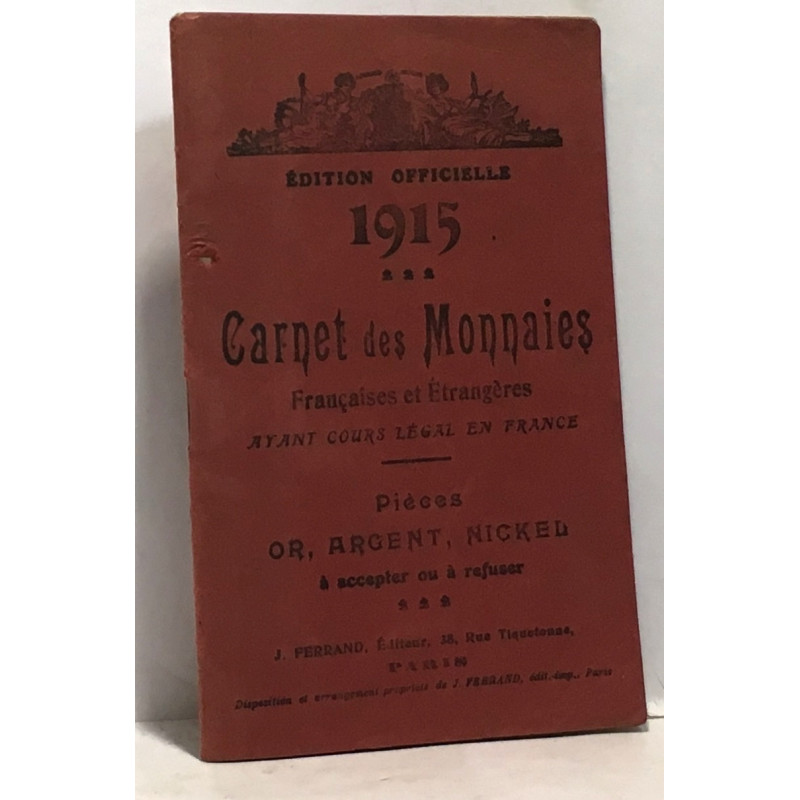 ÉDITION OFFICIELLE
1915
Carnet des Monnaies
Françaises et Étrangères
AYANT COURS LÉGAL EN FRANCE
Pièces
OR, ARGENT, NICKEL
à accepter ou à refuser
J. FERRAND, Éditeur, 38, Rue Tiquetonne,
Disposition et arrangement propriété de J. FERRAND, édit.-imp., Paris